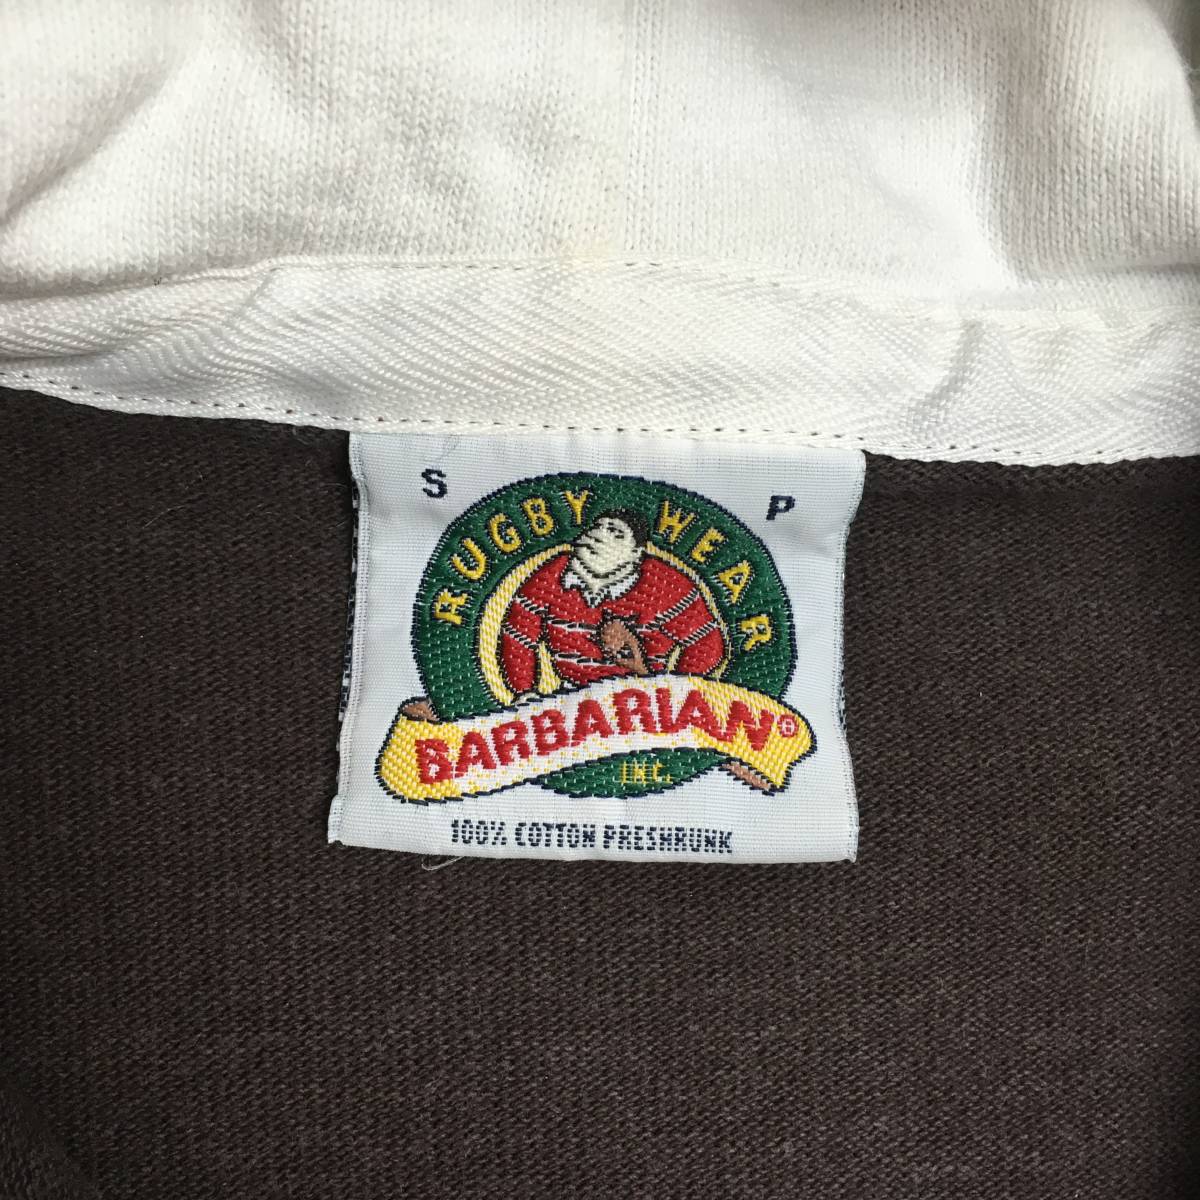 S P
RUGBY WEAR
BARBARIAN®
INC.
100% COTTON PRESHRUNK